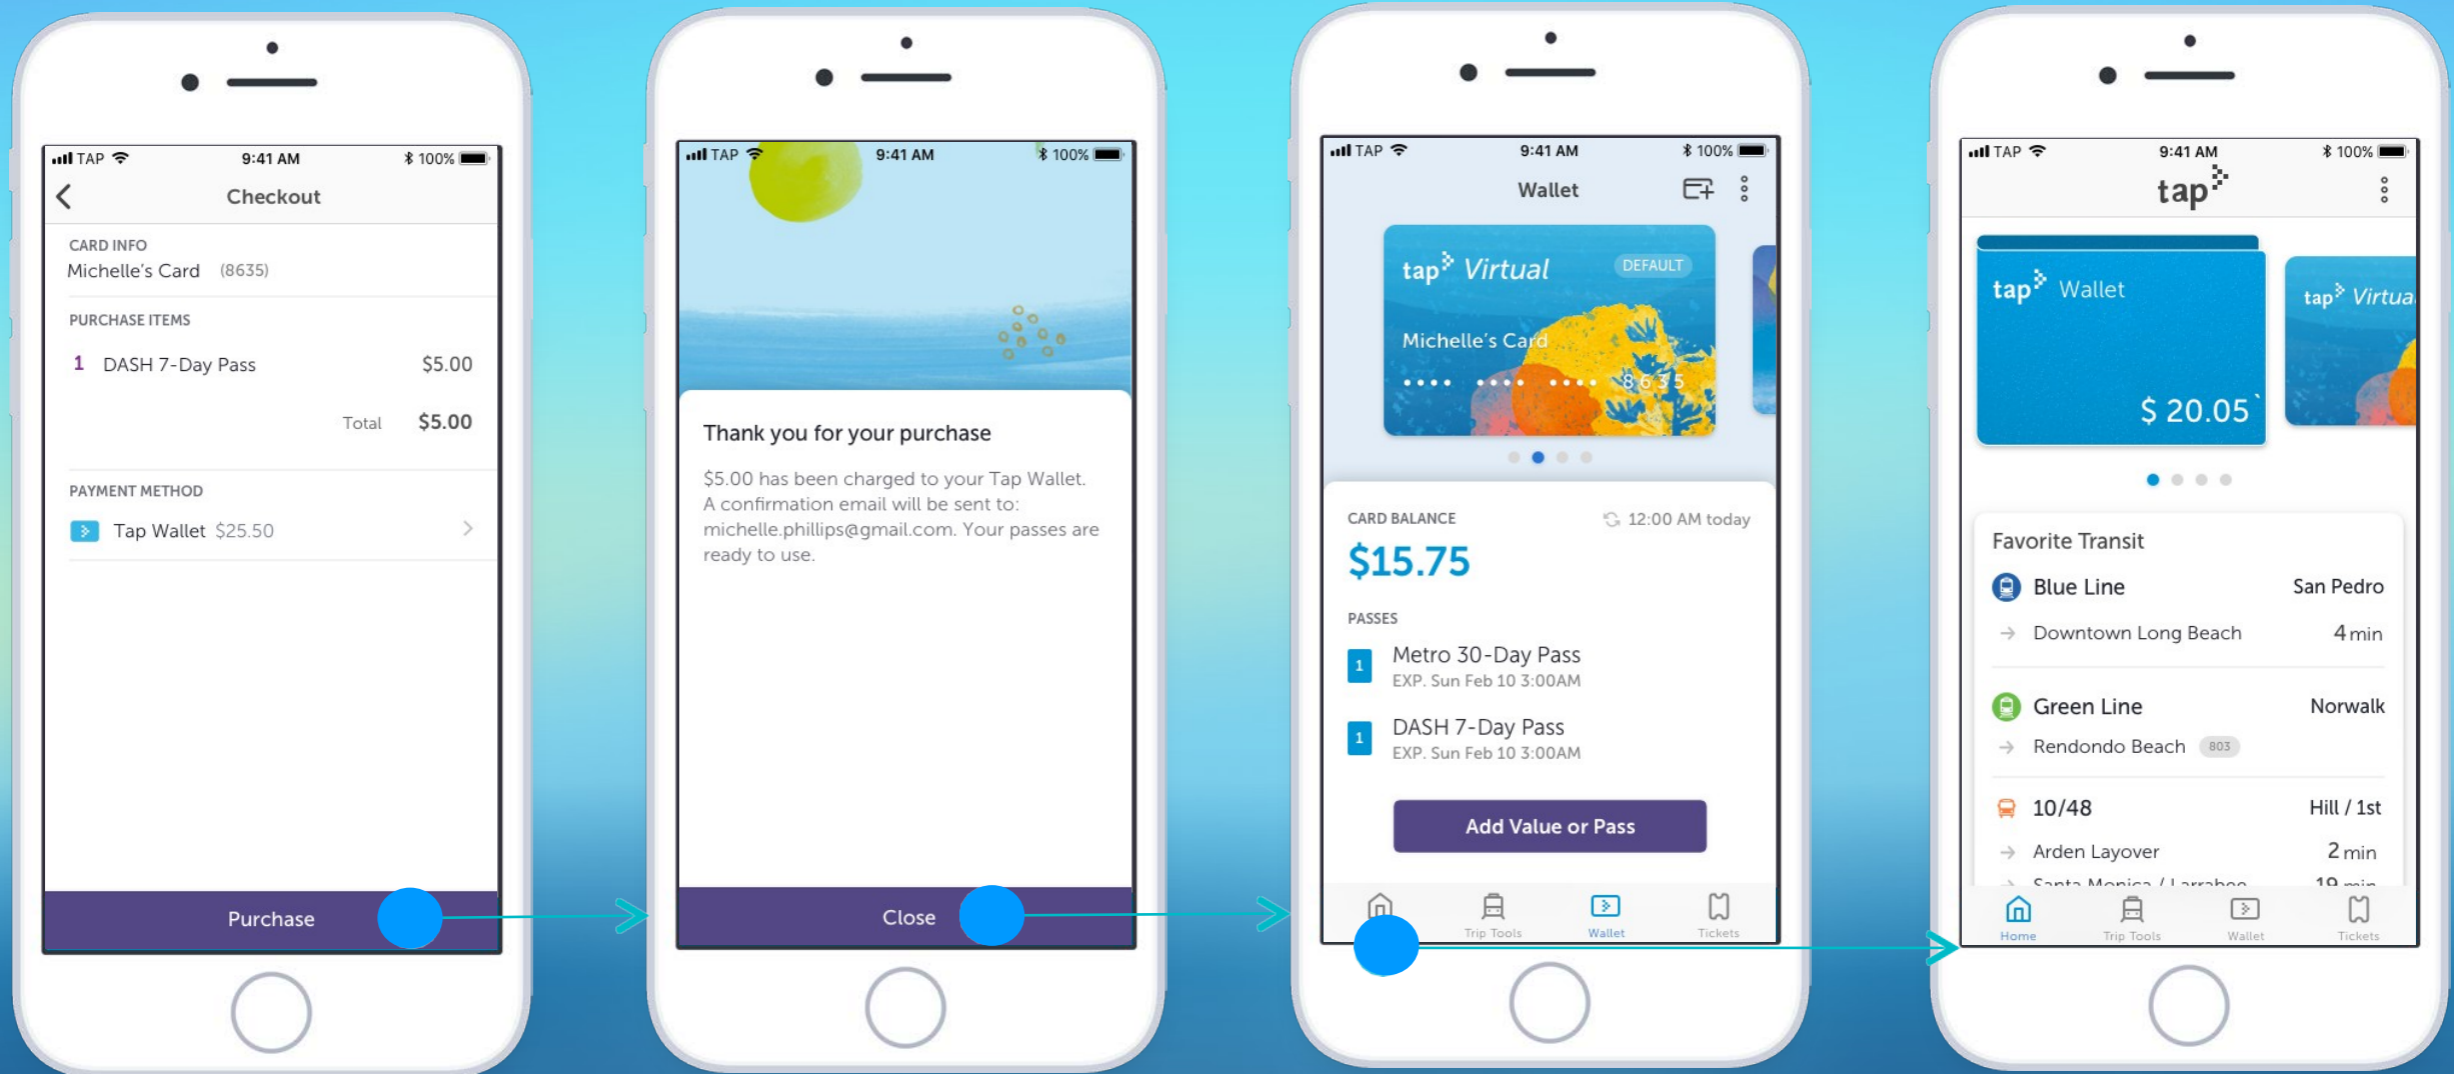 TAP 9:41 AM 100%
Checkout
CARD INFO
Michelle's Card (8635)
PURCHASE ITEMS
1 DASH 7-Day Pass $5.00
Total $5.00
PAYMENT METHOD
Tap Wallet $25.50
Purchase
TAP 9:41 AM 100%
Thank you for your purchase
$5.00 has been charged to your Tap Wallet.
A confirmation email will be sent to:
michelle.phillips@gmail.com. Your passes are
ready to use.
Close
TAP 9:41 AM 100%
Wallet
tap Virtual DEFAULT
Michelle's Card
•••• •••• •••• 8635
CARD BALANCE 12:00 AM today
$15.75
PASSES
1 Metro 30-Day Pass
EXP. Sun Feb 10 3:00AM
1 DASH 7-Day Pass
EXP. Sun Feb 10 3:00AM
Add Value or Pass
Trip Tools Wallet Tickets
TAP 9:41 AM 100%
tap
tap Wallet
tap Virtua
$ 20.05`
Favorite Transit
Blue Line San Pedro
→ Downtown Long Beach 4 min
Green Line Norwalk
→ Rendondo Beach 803
10/48 Hill / 1st
→ Arden Layover 2 min
Santa Monica / Larrabee 19 min
Home Trip Tools Wallet Tickets